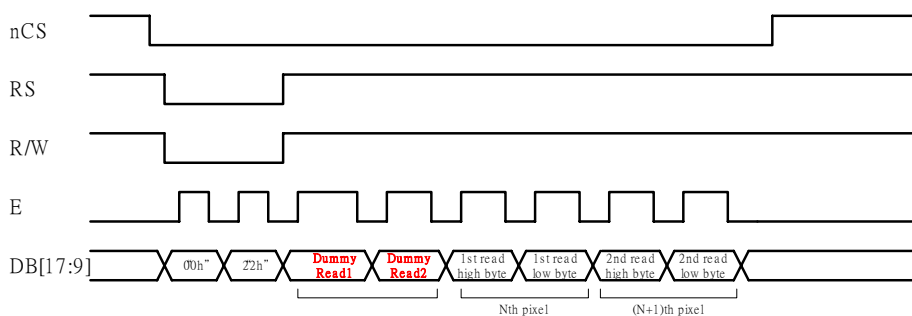 nCS
RS
R/W
E
DB[17:9]
"00h"
"22h"
Dummy
Read1
Dummy
Read2
1st read
high byte
1st read
low byte
2nd read
high byte
2nd read
low byte
Nth pixel
(N+1)th pixel